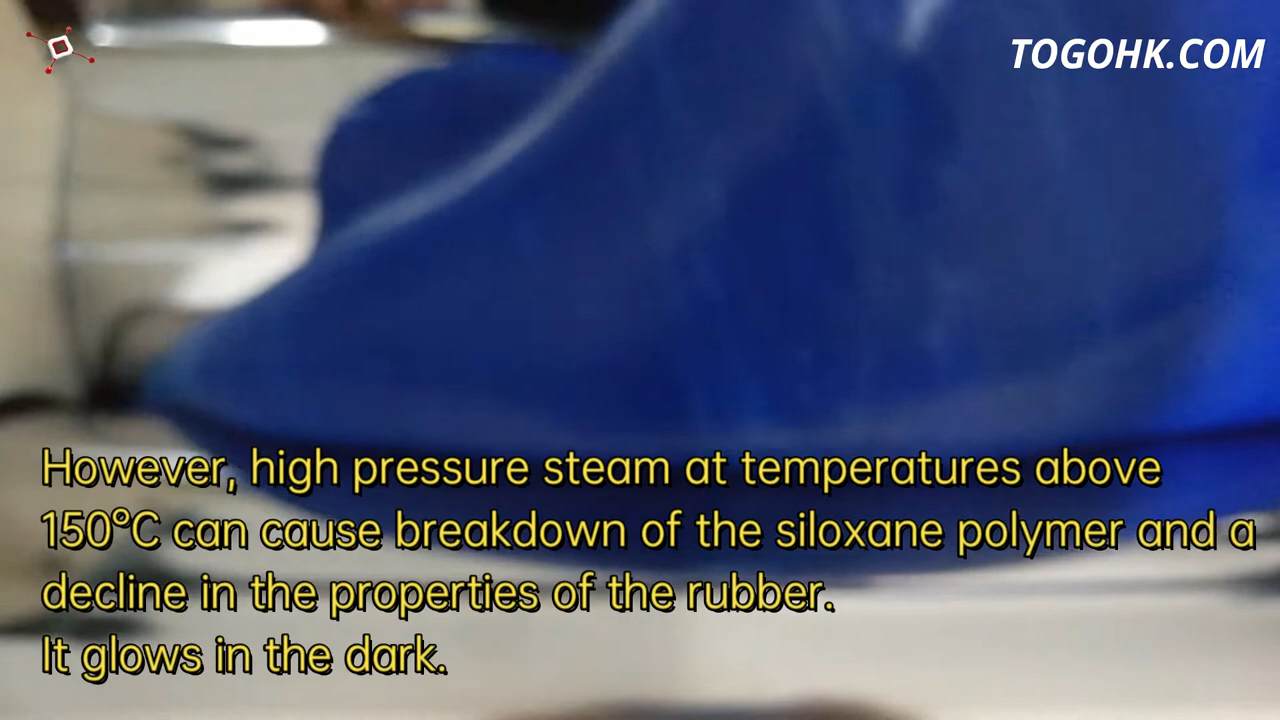 TOGOHK.COM
However, high pressure steam at temperatures above
150°C can cause breakdown of the siloxane polymer and a
decline in the properties of the rubber.
It glows in the dark.